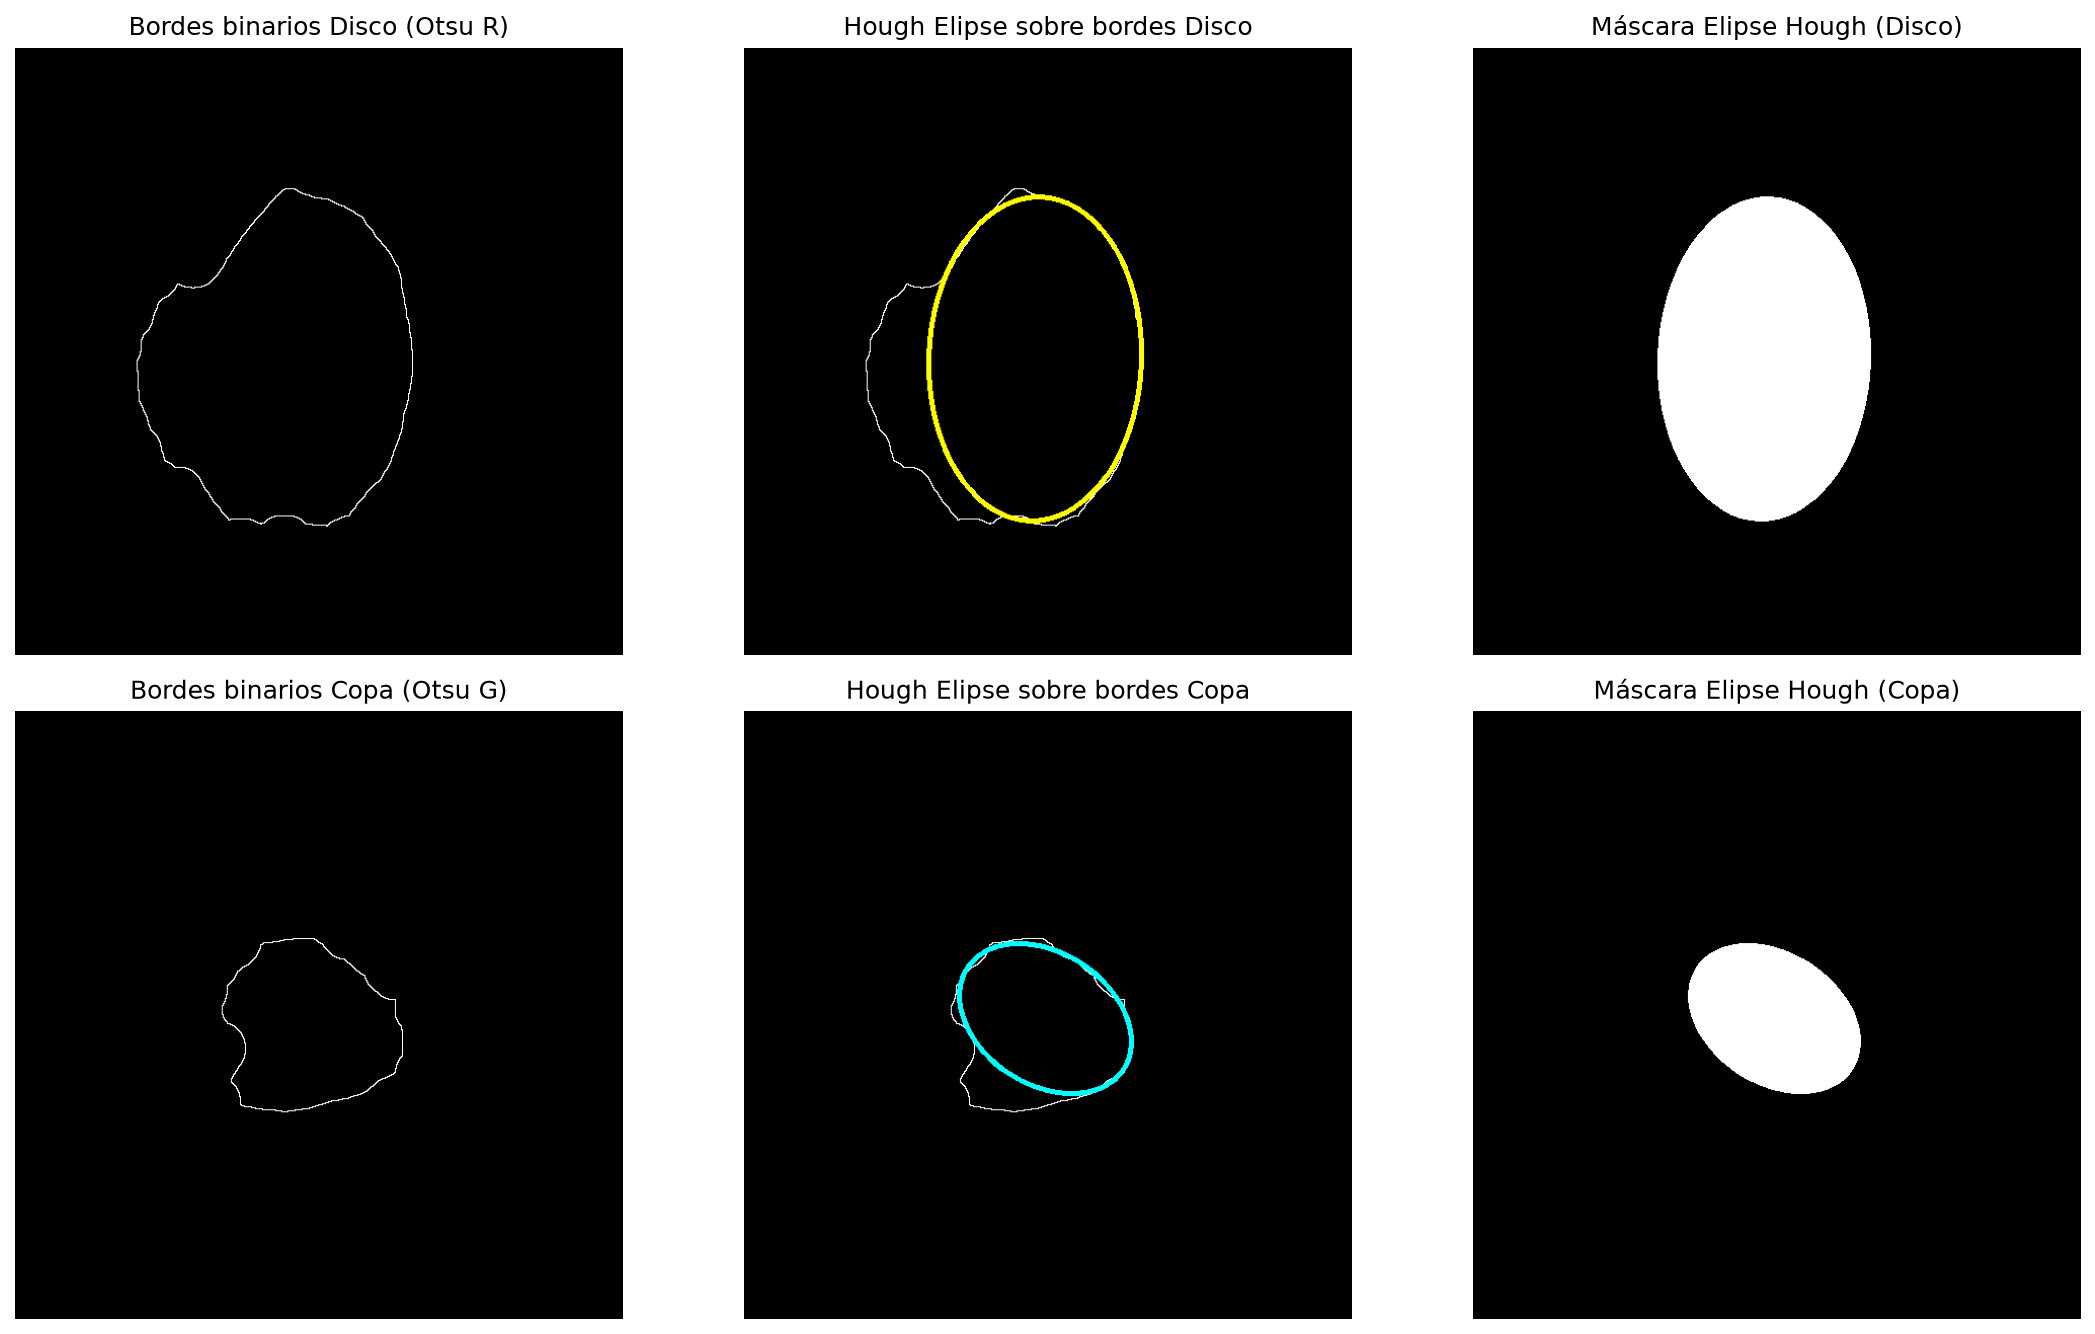 Bordes binarios Disco (Otsu R)
Hough Elipse sobre bordes Disco
Máscara Elipse Hough (Disco)
Bordes binarios Copa (Otsu G)
Hough Elipse sobre bordes Copa
Máscara Elipse Hough (Copa)